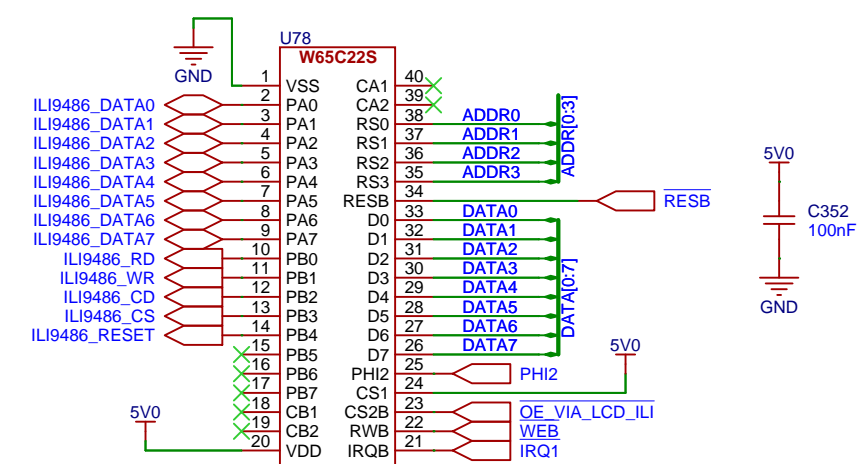 U78
W65C22S
GND
1 VSS CA1 40
ILI9486_DATA0 2 PA0 CA2 39
ILI9486_DATA1 3 PA1 RS0 38 ADDR0
ILI9486_DATA2 4 PA2 RS1 37 ADDR1
ILI9486_DATA3 5 PA3 RS2 36 ADDR2
ILI9486_DATA4 6 PA4 RS3 35 ADDR3
ADDR[0:3]
ILI9486_DATA5 7 PA5 RESB 34 RESB
ILI9486_DATA6 8 PA6 D0 33 DATA0
ILI9486_DATA7 9 PA7 D1 32 DATA1
ILI9486_RD 10 PB0 D2 31 DATA2
ILI9486_WR 11 PB1 D3 30 DATA3
ILI9486_CD 12 PB2 D4 29 DATA4
ILI9486_CS 13 PB3 D5 28 DATA5
ILI9486_RESET 14 PB4 D6 27 DATA6
15 PB5 D7 26 DATA7
DATA[0:7]
16 PB6 PHI2 25 PHI2
17 PB7 CS1 24 5V0
18 CB1 CS2B 23 OE_VIA_LCD_ILI
19 CB2 RWB 22 WEB
5V0 20 VDD IRQB 21 IRQ1
5V0
C352
100nF
GND